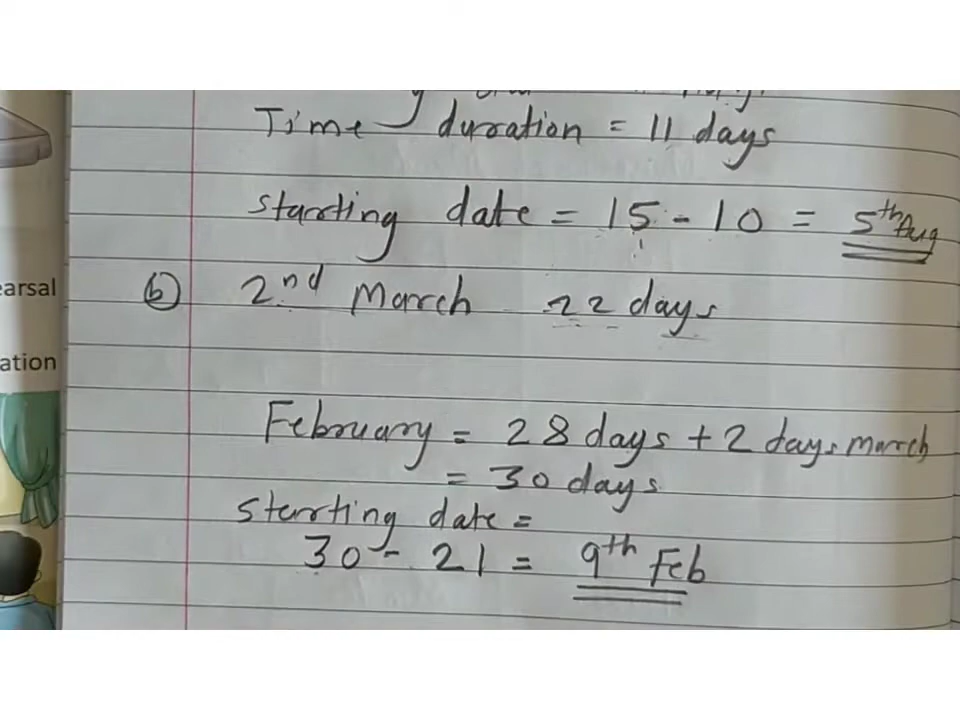 Time duration = 11 days
Starting date = 15 - 10 = 5th Aug
(b) 2nd March 22 days
February = 28 days + 2 days march
= 30 days
Starting date =
30 - 21 = 9th Feb
earsal
ation